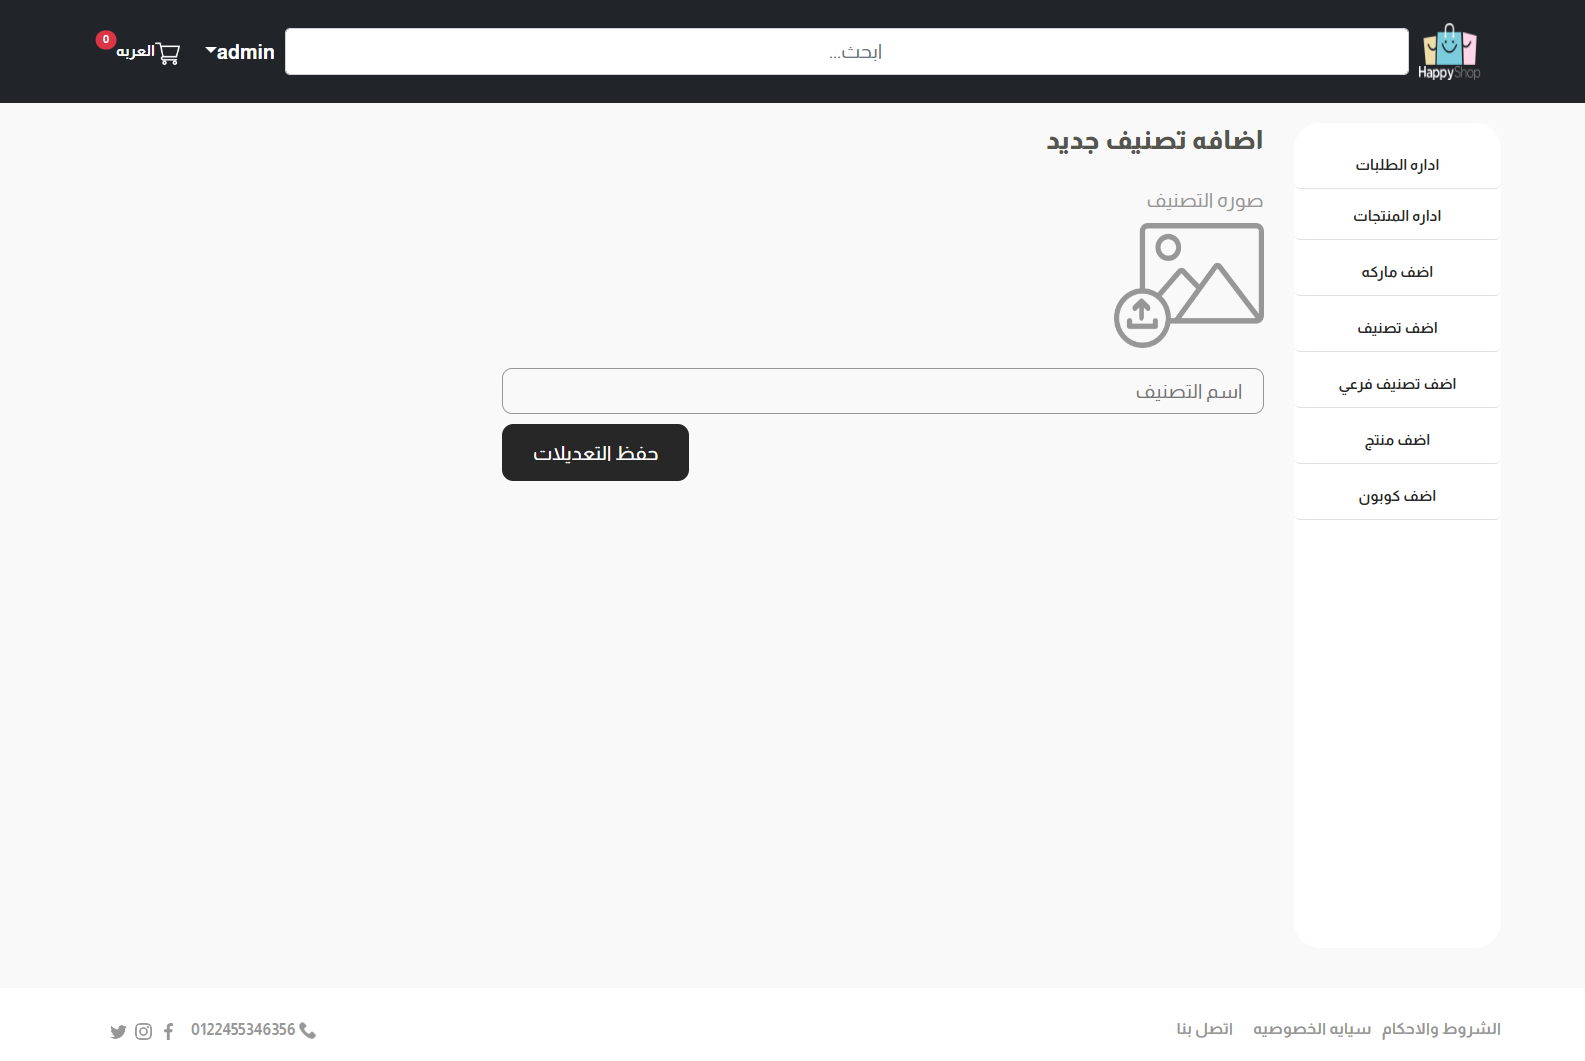 HappyShop
ابحث...
admin
العربه
0
اضافه تصنيف جديد
صوره التصنيف
اسم التصنيف
حفظ التعديلات
اداره الطلبات
اداره المنتجات
اضف ماركه
اضف تصنيف
اضف تصنيف فرعي
اضف منتج
اضف كوبون
الشروط والاحكام
سيايه الخصوصيه
اتصل بنا
0122455346356